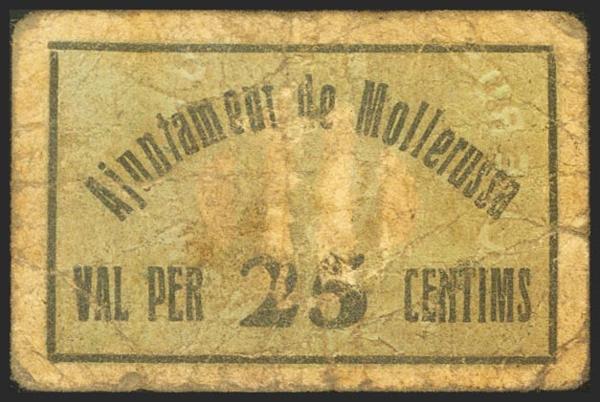 Ajuntament de Mollerussa
VAL PER 25 CENTIMS